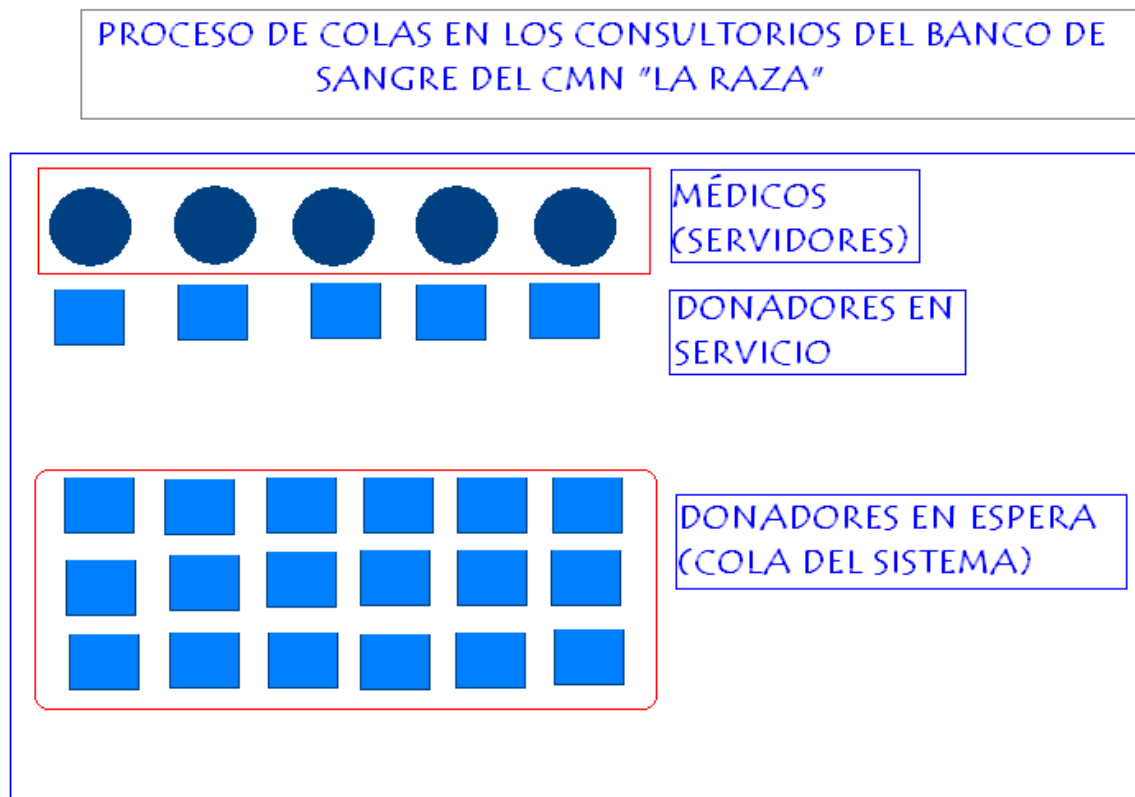 PROCESO DE COLAS EN LOS CONSULTORIOS DEL BANCO DE
SANGRE DEL CMN "LA RAZA"
MÉDICOS
(SERVIDORES)
DONADORES EN
SERVICIO
DONADORES EN ESPERA
(COLA DEL SISTEMA)